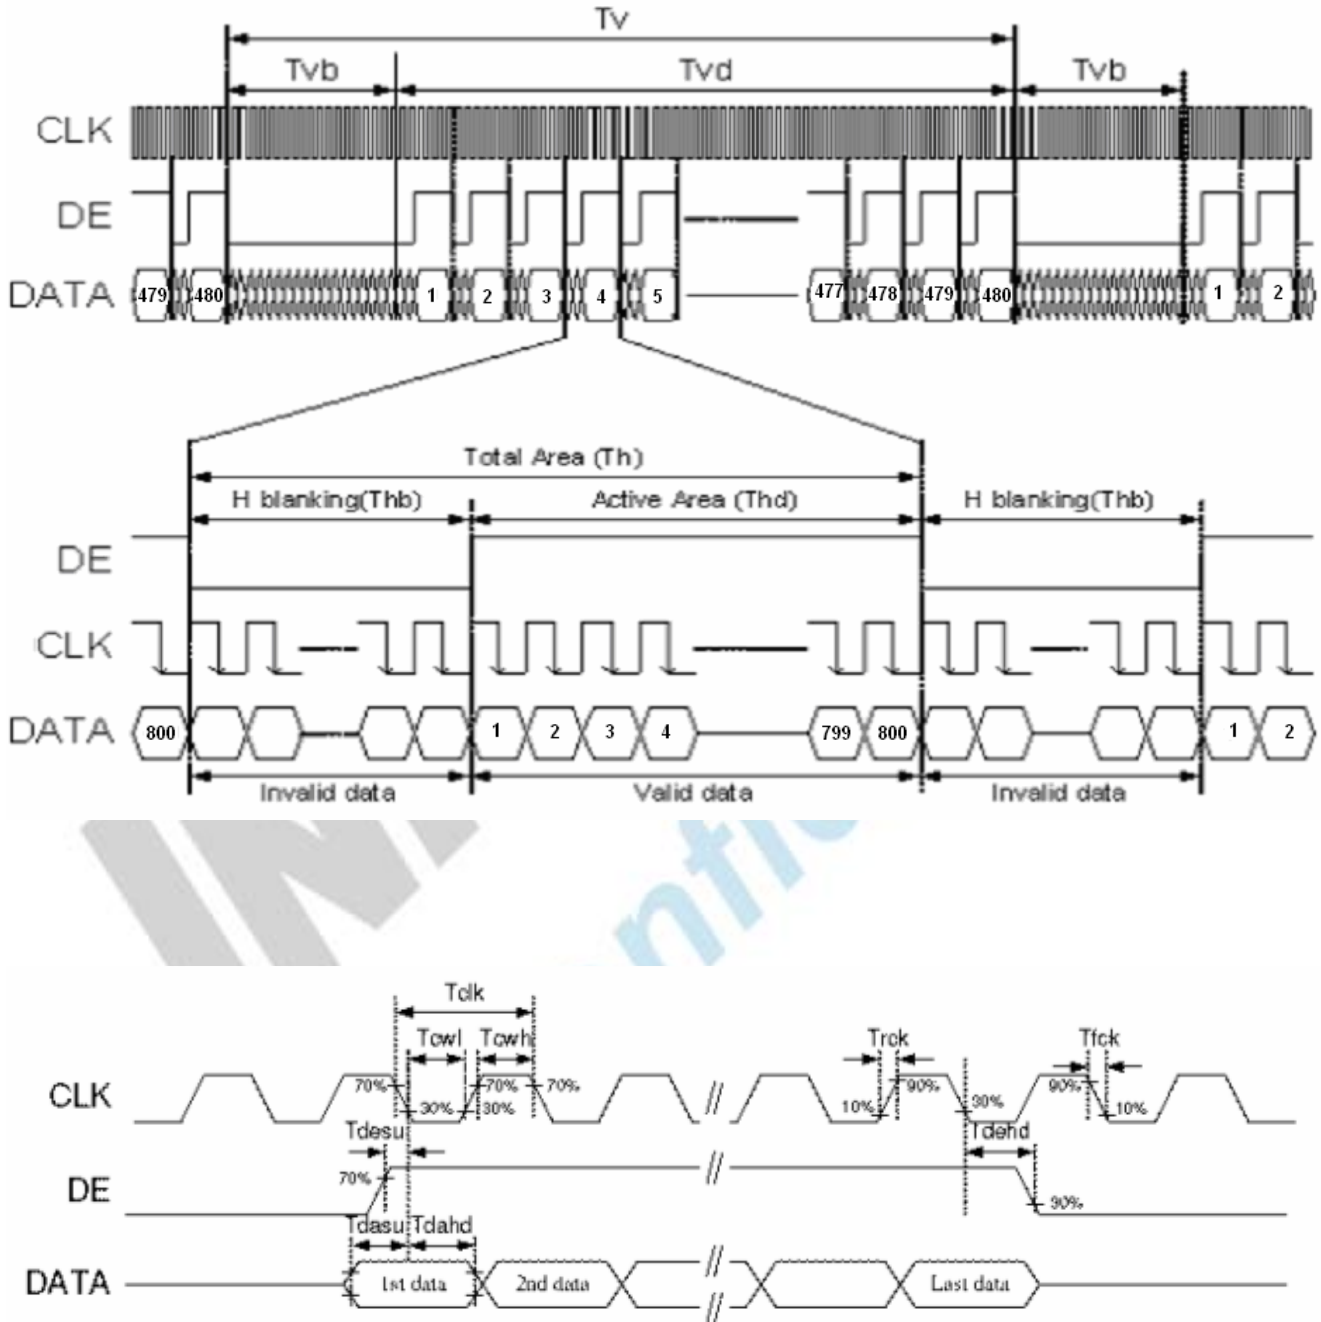 Tv
Tvb Tvd Tvb
CLK
DE
DATA 479 480 1 2 3 4 5 477 478 479 480 1 2
Total Area (Th)
H blanking(Thb) Active Area (Thd) H blanking(Thb)
DE
CLK
DATA 800 1 2 3 4 799 800 1 2
Invalid data Valid data Invalid data
Tclk
Tcwl Tcwh Trck Tfck
CLK 70% 70% 70% 90% 90%
30% 30% 10% 30% 10%
Tdesu Tdehd
DE 70% 30%
Tdasu Tdahd
DATA 1st data 2nd data Last data